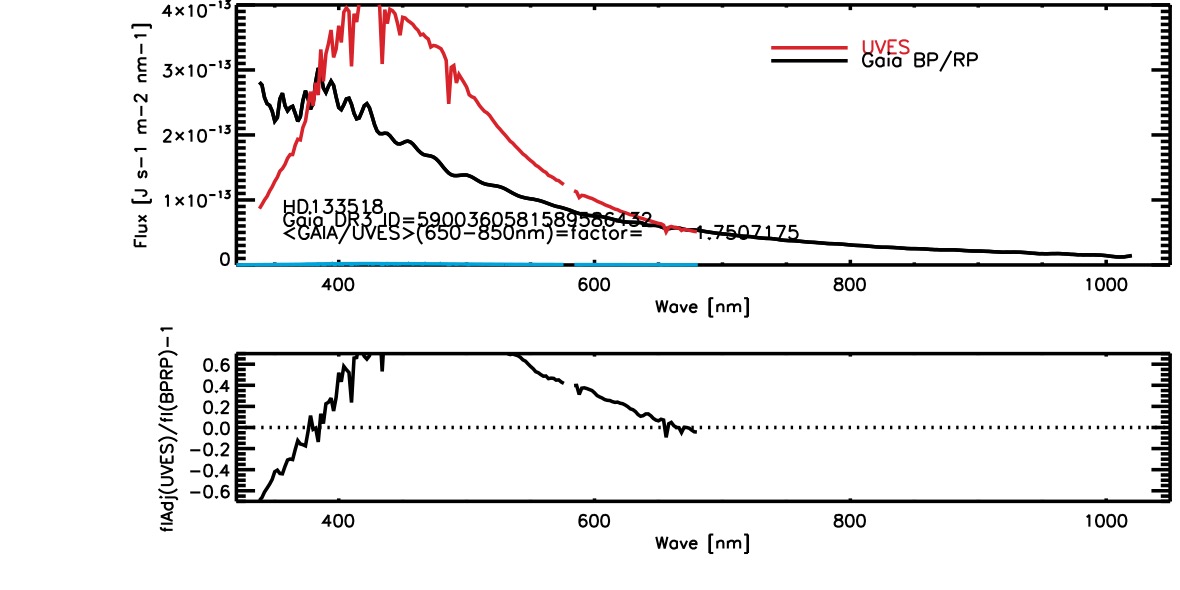 4×10−13
3×10−13
2×10−13
1×10−13
0
Flux [J s−1 m−2 nm−1]
UVES
Gaia BP/RP
HD133518
Gaia DR3 ID=5900360581589586432
<GAIA/UVES>(650−850nm)=factor= 1.7507175
400 600 800 1000
Wave [nm]
0.6
0.4
0.2
0.0
−0.2
−0.4
−0.6
flAdj(UVES)/fl(BPRP)−1
400 600 800 1000
Wave [nm]